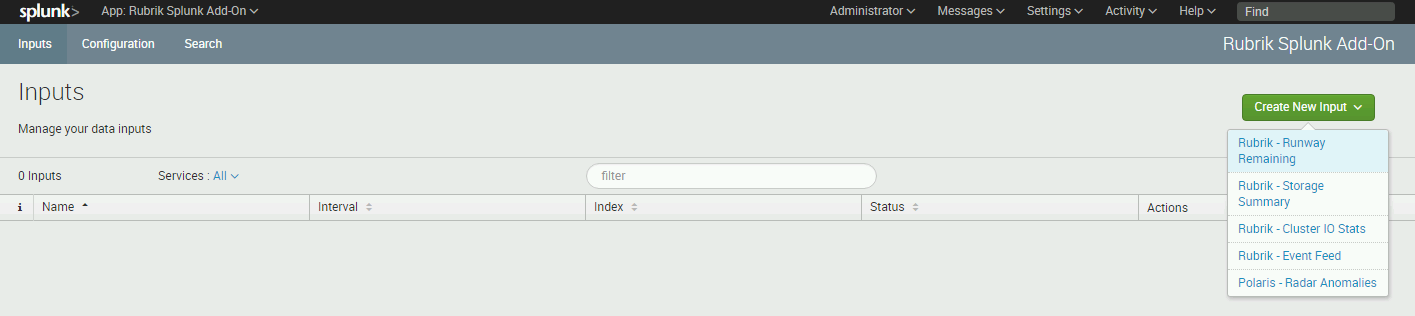 splunk> App: Rubrik Splunk Add-On Administrator Messages Settings Activity Help Find
Inputs Configuration Search Rubrik Splunk Add-On
Inputs
Create New Input
Manage your data inputs
Rubrik - Runway
Remaining
0 Inputs Services : All filter
Rubrik - Storage
Summary
i Name Interval Index Status Actions
Rubrik - Cluster IO Stats
Rubrik - Event Feed
Polaris - Radar Anomalies